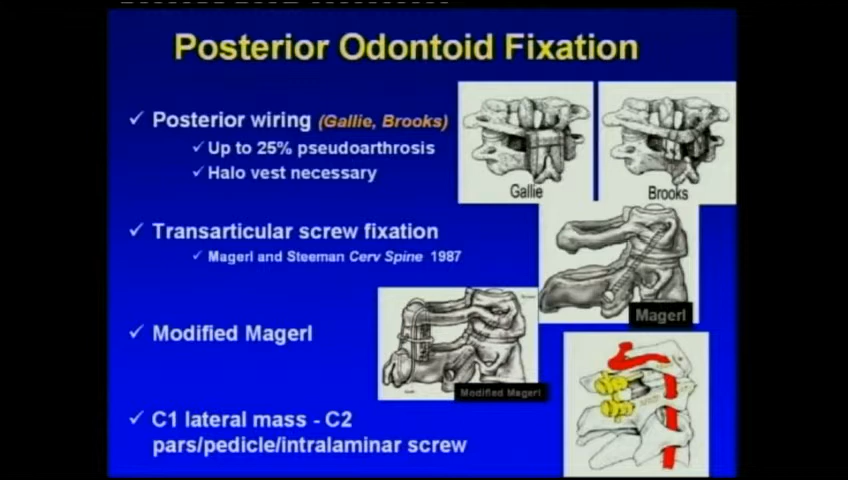 Posterior Odontoid Fixation
✓ Posterior wiring (Gallie, Brooks)
✓ Up to 25% pseudoarthrosis
✓ Halo vest necessary
Gallie
Brooks
✓ Transarticular screw fixation
✓ Magerl and Steeman Cerv Spine 1987
Magerl
✓ Modified Magerl
Modified Magerl
✓ C1 lateral mass - C2
pars/pedicle/intralaminar screw